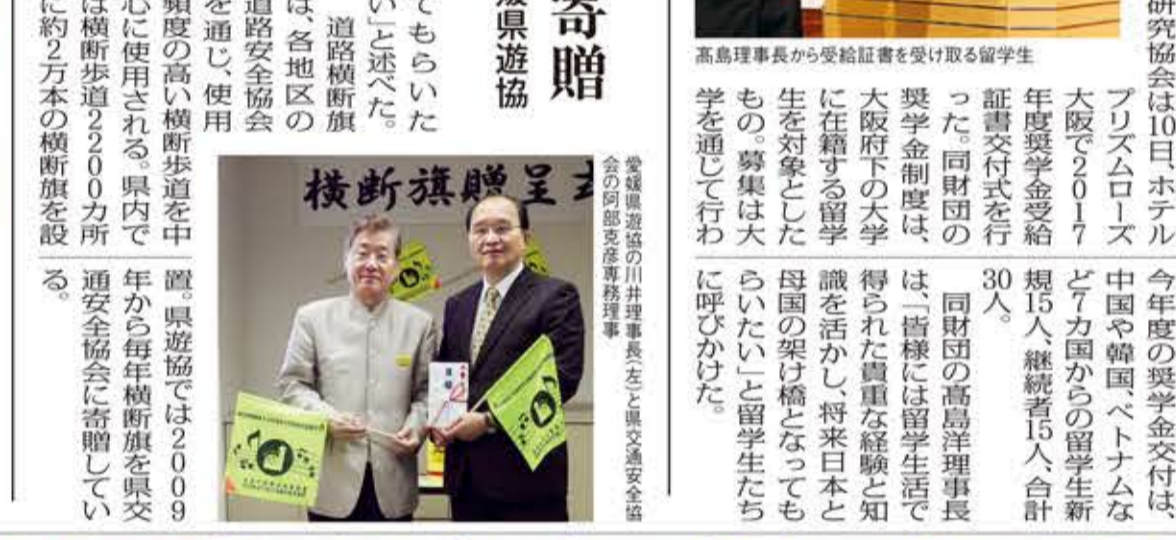 研究協会は10日、ホテル
プリズムローズ
大阪で2017
年度奨学金受給
証書交付式を行
った。同財団の
奨学金制度は、
大阪府下の大学
に在籍する留学
生を対象とした
もの。募集は大
学を通じて行わ
今年度の奨学金交付は、
中国や韓国、ベトナムな
ど7カ国からの留学生新
規15人、継続者15人、合計
30人。
同財団の髙島洋理事長
は、「皆様には留学生活で
得られた貴重な経験と知
識を活かし、将来日本と
母国の架け橋となっても
らいたい」と留学生たち
に呼びかけた。
髙島理事長から受給証書を受け取る留学生
寄贈
媛県遊協
てもらいた
い」と述べた。
道路横断旗
は、各地区の
道路安全協会
を通じ、使用
頻度の高い横断歩道を中
心に使用される。県内で
は横断歩道2200カ所
に約2万本の横断旗を設
置。県遊協では2009
年から毎年横断旗を県交
通安全協会に寄贈してい
る。
愛媛県遊協の川井理事長(左)と県交通安全協
会の阿部克彦専務理事
横断旗贈呈式